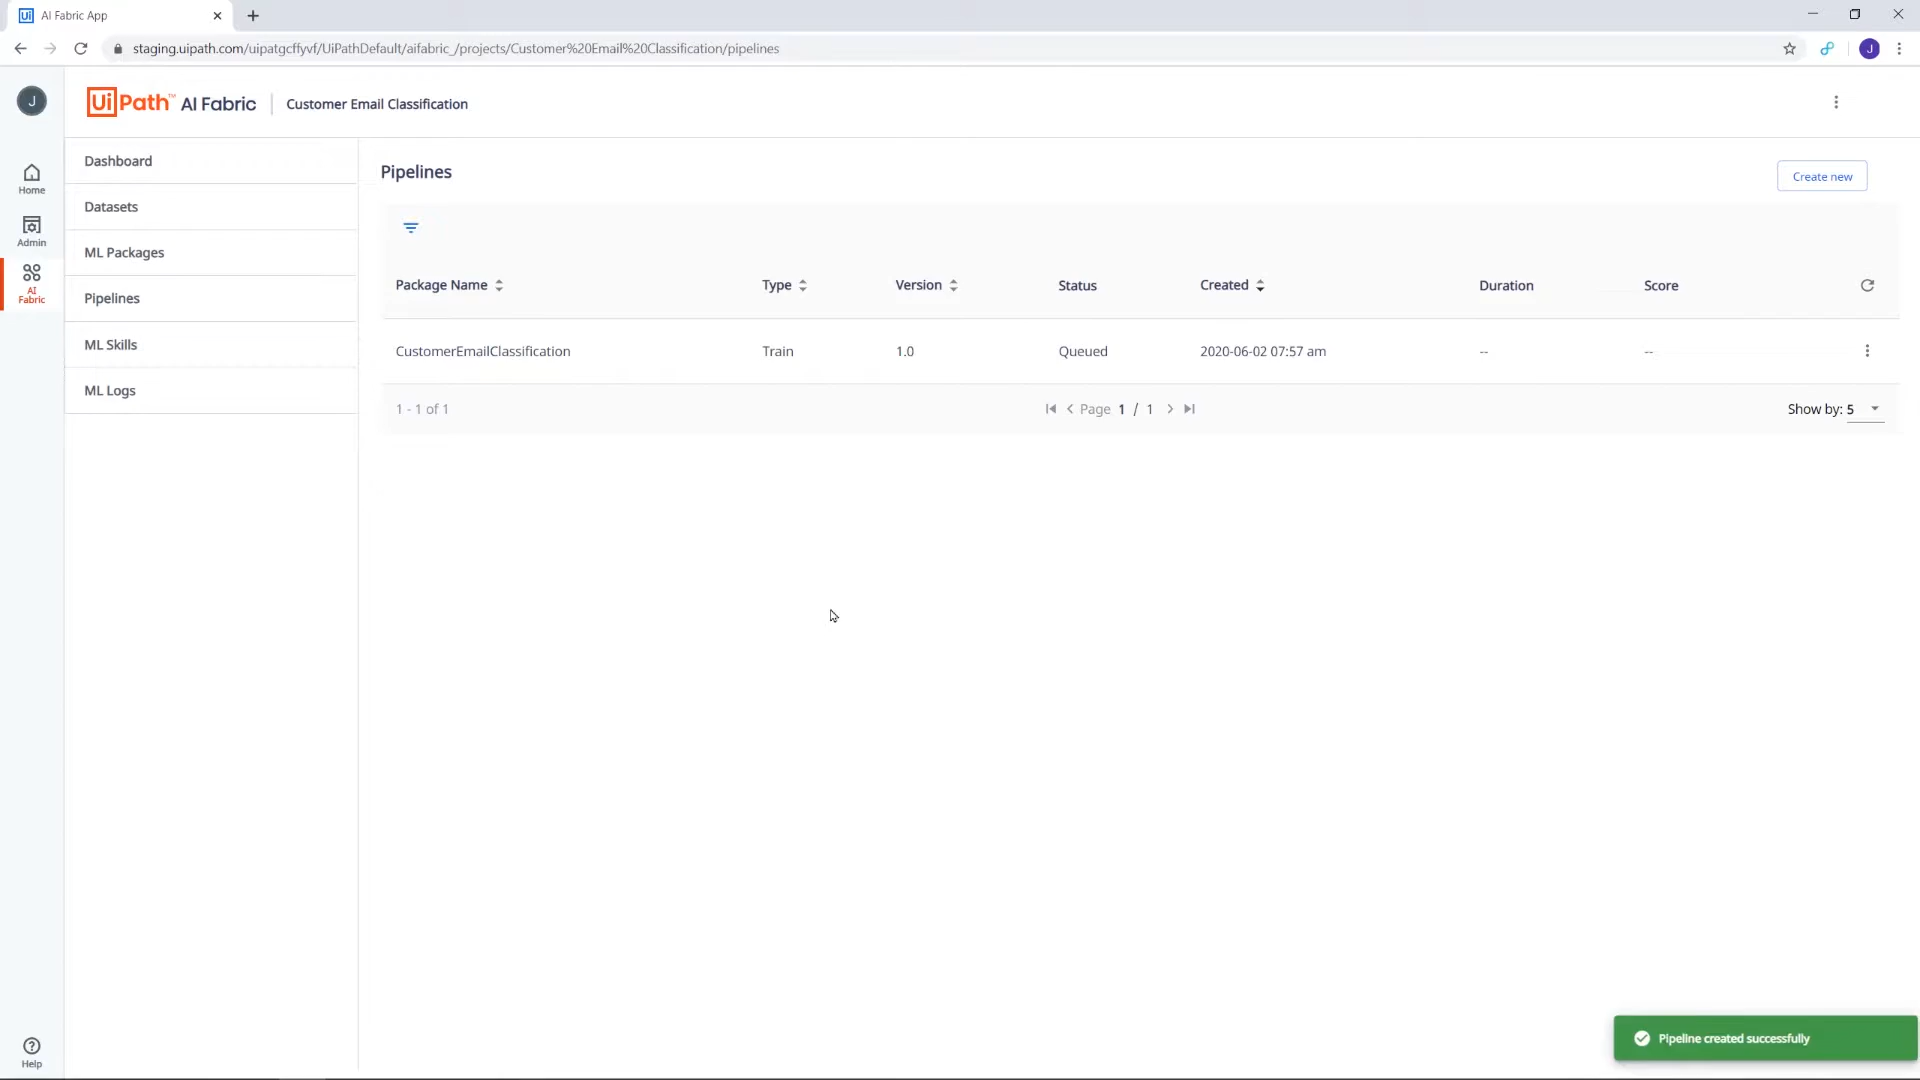 AI Fabric App
staging.uipath.com/uipatgcffyvf/UiPathDefault/aifabric_/projects/Customer%20Email%20Classification/pipelines
J
J
UiPath™ AI Fabric
Customer Email Classification
Home
Admin
AI
Fabric
Help
Dashboard
Datasets
ML Packages
Pipelines
ML Skills
ML Logs
Pipelines
Create new
Package Name Type Version Status Created Duration Score
CustomerEmailClassification Train 1.0 Queued 2020-06-02 07:57 am -- --
1 - 1 of 1 Page 1 / 1 Show by: 5
Pipeline created successfully